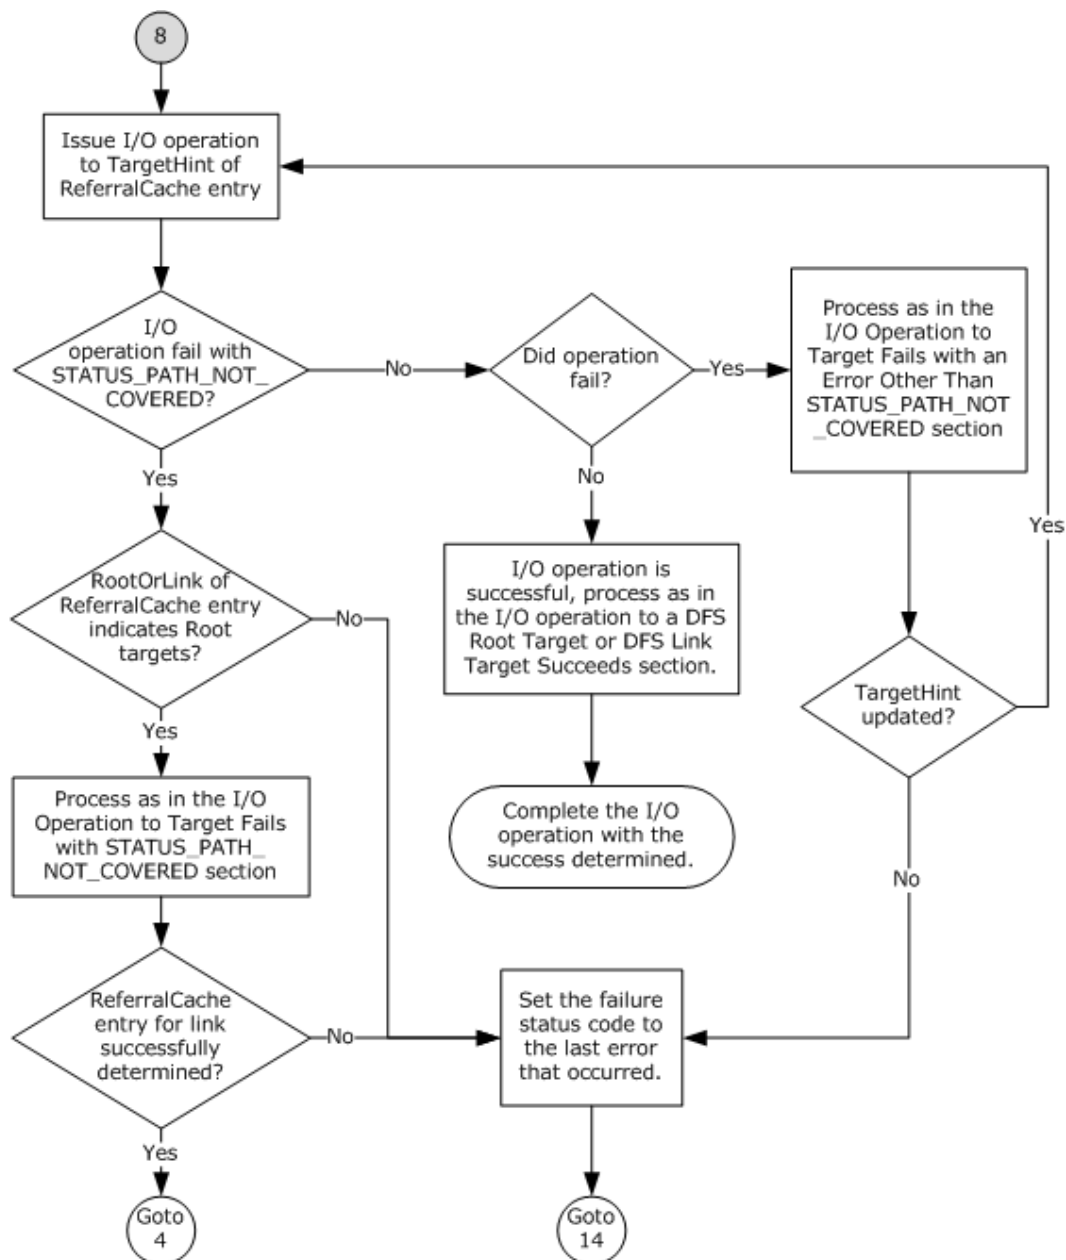 8
Issue I/O operation
to TargetHint of
ReferralCache entry
I/O
operation fail with
STATUS_PATH_NOT_
COVERED?
No
Did operation
fail?
Yes
Process as in the
I/O Operation to
Target Fails with an
Error Other Than
STATUS_PATH_NOT
_COVERED section
Yes
No
Yes
RootOrLink of
ReferralCache entry
indicates Root
targets?
No
I/O operation is
successful, process as in
the I/O operation to a DFS
Root Target or DFS Link
Target Succeeds section.
TargetHint
updated?
Yes
Process as in the I/O
Operation to Target Fails
with STATUS_PATH_
NOT_COVERED section
Complete the I/O
operation with the
success determined.
No
ReferralCache
entry for link
successfully
determined?
No
Set the failure
status code to
the last error
that occurred.
Yes
Goto
4
Goto
14